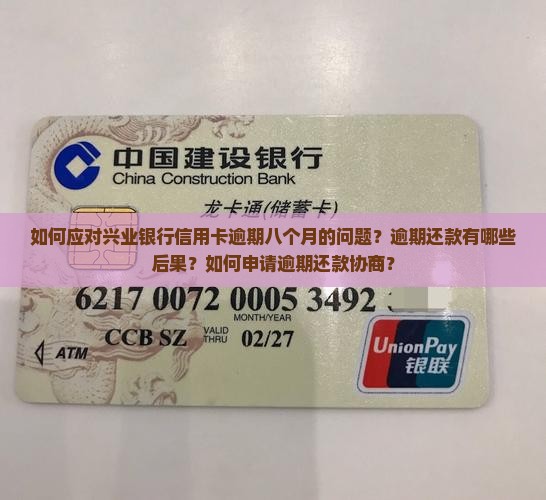 中国建设银行
China Construction Bank
龙卡通(储蓄卡)
如何应对兴业银行信用卡逾期八个月的问题？逾期还款有哪些
后果？如何申请逾期还款协商？
6217 0072 0005 3492
MONTH/YEAR
CCB SZ VALID THRU 02/27
ATM
UnionPay
银联